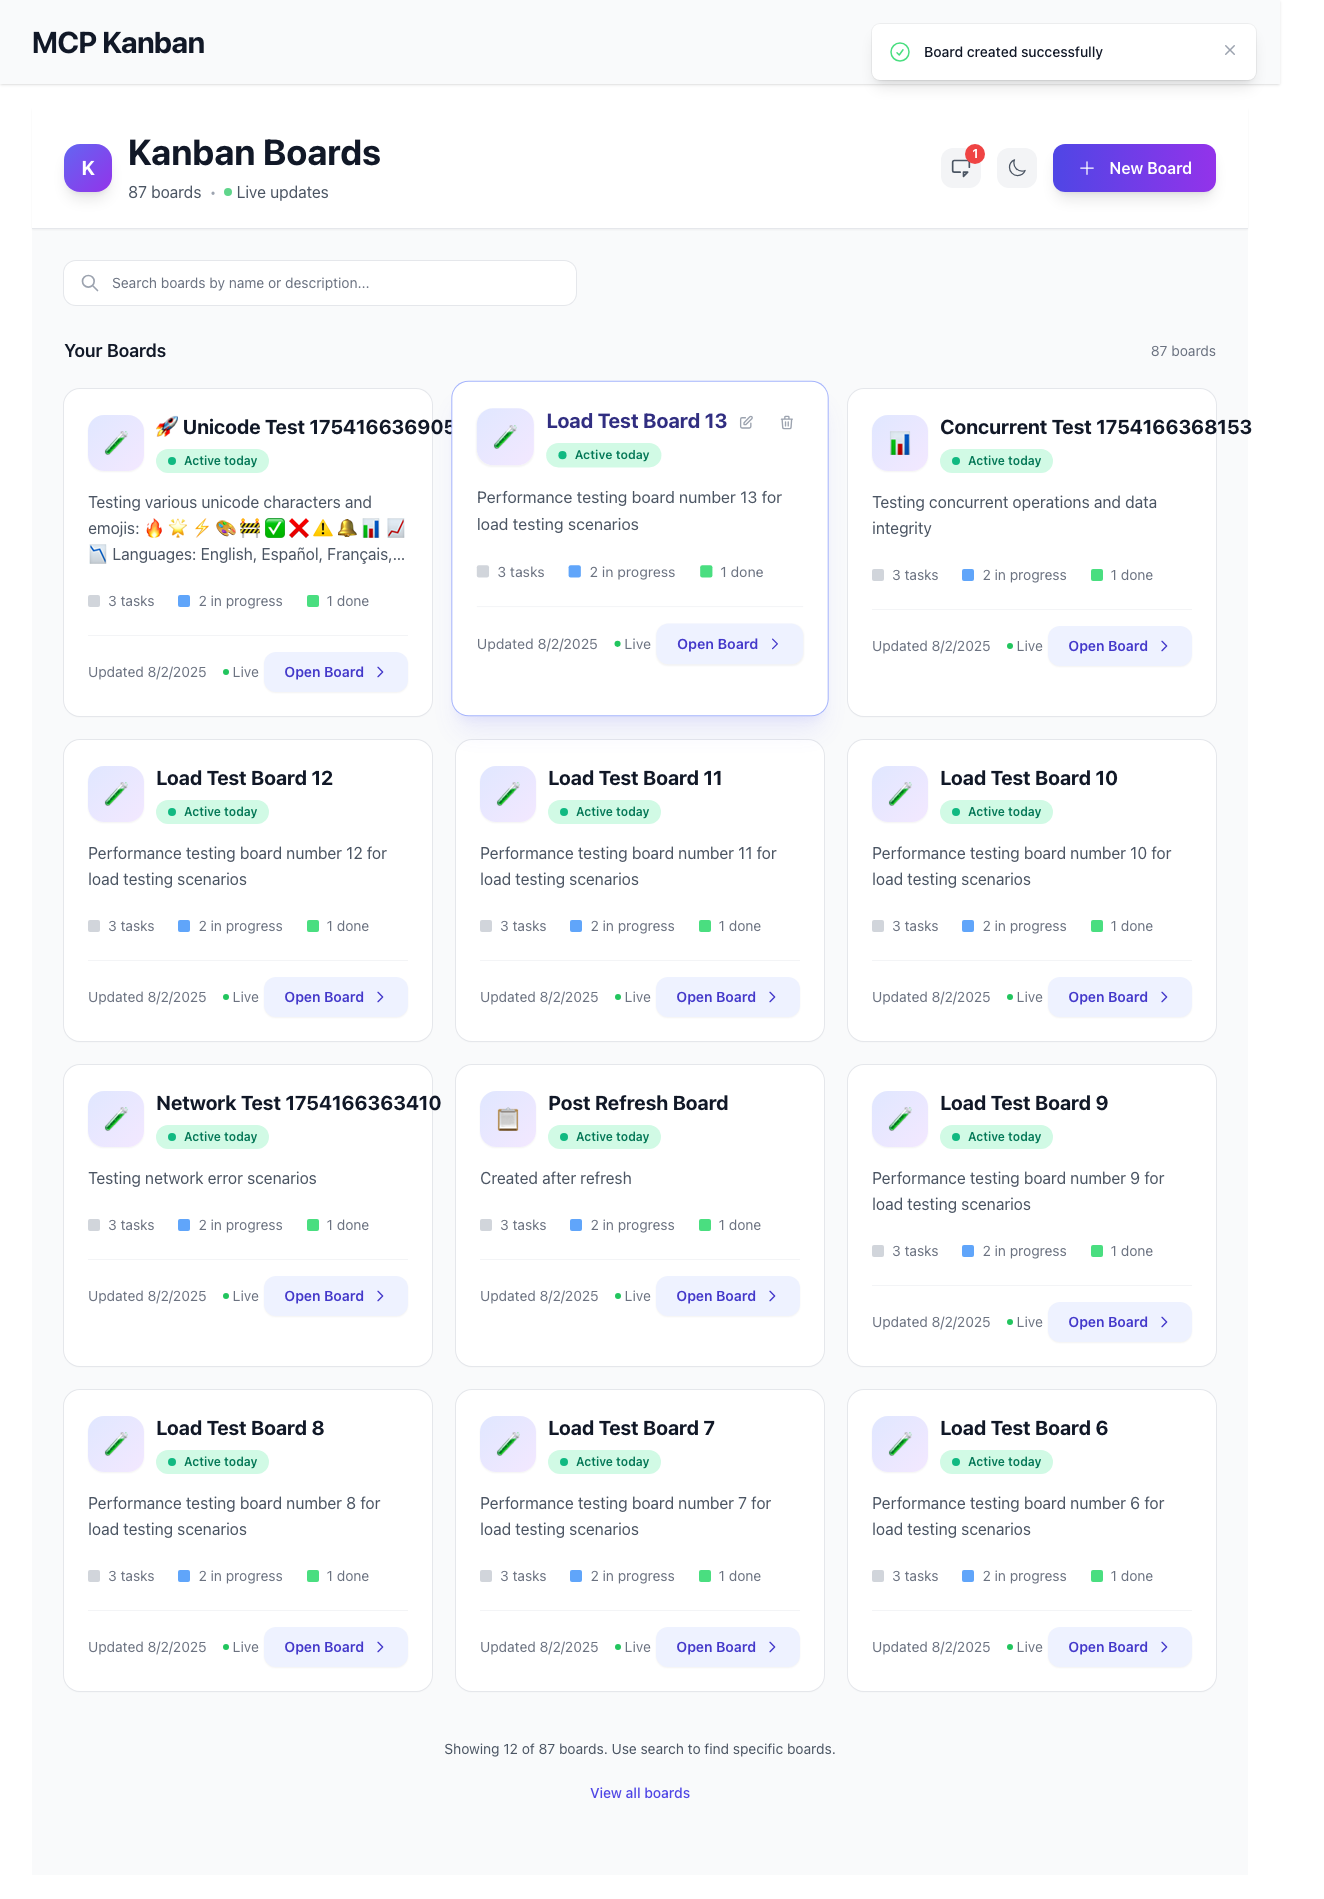 MCP Kanban
Board created successfully
K
Kanban Boards
87 boards • Live updates
1
New Board
Search boards by name or description...
Your Boards
87 boards
🚀 Unicode Test 175416636905
Active today
Testing various unicode characters and
emojis: 🔥 🌟 ⚡ 🎨 🚧 ✅ ❌ ⚠️ 🔔 📊 📈
📉 Languages: English, Español, Français,...
3 tasks 2 in progress 1 done
Updated 8/2/2025 Live Open Board
Load Test Board 13
Active today
Performance testing board number 13 for
load testing scenarios
3 tasks 2 in progress 1 done
Updated 8/2/2025 Live Open Board
Concurrent Test 1754166368153
Active today
Testing concurrent operations and data
integrity
3 tasks 2 in progress 1 done
Updated 8/2/2025 Live Open Board
Load Test Board 12
Active today
Performance testing board number 12 for
load testing scenarios
3 tasks 2 in progress 1 done
Updated 8/2/2025 Live Open Board
Load Test Board 11
Active today
Performance testing board number 11 for
load testing scenarios
3 tasks 2 in progress 1 done
Updated 8/2/2025 Live Open Board
Load Test Board 10
Active today
Performance testing board number 10 for
load testing scenarios
3 tasks 2 in progress 1 done
Updated 8/2/2025 Live Open Board
Network Test 1754166363410
Active today
Testing network error scenarios
3 tasks 2 in progress 1 done
Updated 8/2/2025 Live Open Board
Post Refresh Board
Active today
Created after refresh
3 tasks 2 in progress 1 done
Updated 8/2/2025 Live Open Board
Load Test Board 9
Active today
Performance testing board number 9 for
load testing scenarios
3 tasks 2 in progress 1 done
Updated 8/2/2025 Live Open Board
Load Test Board 8
Active today
Performance testing board number 8 for
load testing scenarios
3 tasks 2 in progress 1 done
Updated 8/2/2025 Live Open Board
Load Test Board 7
Active today
Performance testing board number 7 for
load testing scenarios
3 tasks 2 in progress 1 done
Updated 8/2/2025 Live Open Board
Load Test Board 6
Active today
Performance testing board number 6 for
load testing scenarios
3 tasks 2 in progress 1 done
Updated 8/2/2025 Live Open Board
Showing 12 of 87 boards. Use search to find specific boards.
View all boards